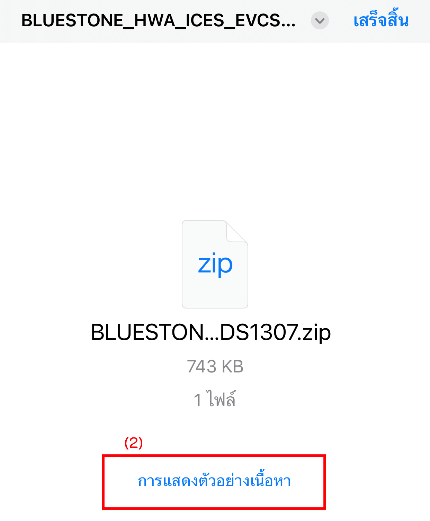 BLUESTONE_HWA_ICES_EVCS... เสร็จสิ้น
zip
BLUESTON...DS1307.zip
743 KB
1 ไฟล์
(2)
การแสดงตัวอย่างเนื้อหา